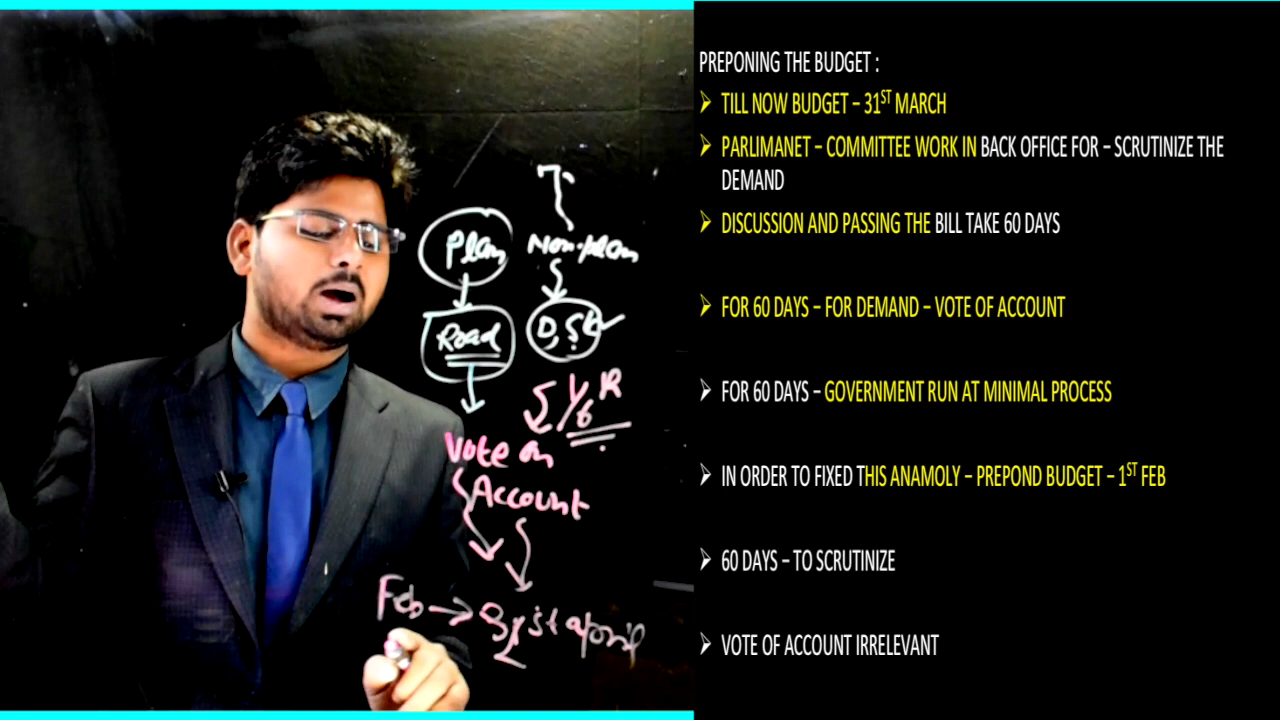 PREPONING THE BUDGET :
TILL NOW BUDGET – 31ST MARCH
PARLIMANET – COMMITTEE WORK IN BACK OFFICE FOR – SCRUTINIZE THE
DEMAND
DISCUSSION AND PASSING THE BILL TAKE 60 DAYS
FOR 60 DAYS – FOR DEMAND – VOTE OF ACCOUNT
FOR 60 DAYS – GOVERNMENT RUN AT MINIMAL PROCESS
IN ORDER TO FIXED THIS ANAMOLY – PREPOND BUDGET – 1ST FEB
60 DAYS – TO SCRUTINIZE
VOTE OF ACCOUNT IRRELEVANT
Plan Non-plan
Road
1/6 R
Vote on
Account
Feb april